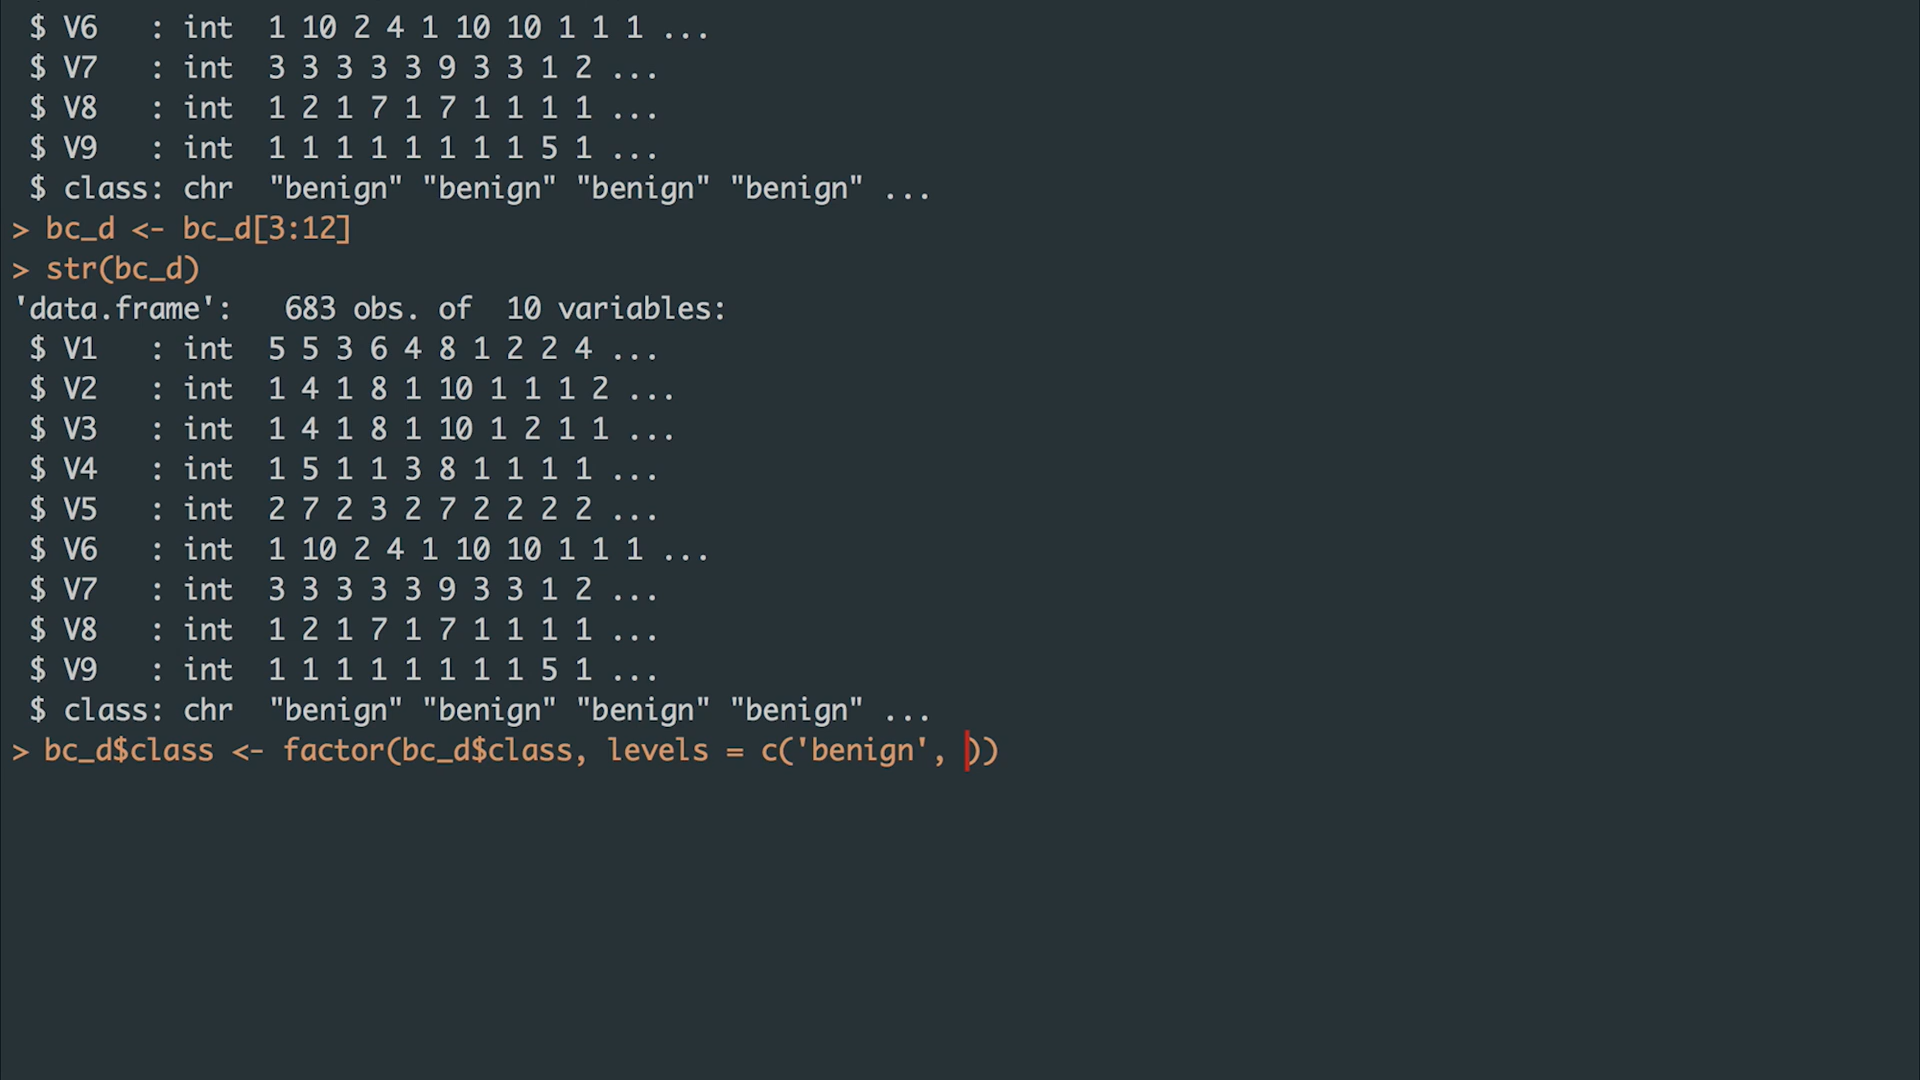 $ V6   : int  1 10 2 4 1 10 10 1 1 1 ...
$ V7   : int  3 3 3 3 3 9 3 3 1 2 ...
$ V8   : int  1 2 1 7 1 7 1 1 1 1 ...
$ V9   : int  1 1 1 1 1 1 1 1 5 1 ...
$ class: chr  "benign" "benign" "benign" "benign" ...
> bc_d <- bc_d[3:12]
> str(bc_d)
'data.frame':   683 obs. of  10 variables:
$ V1   : int  5 5 3 6 4 8 1 2 2 4 ...
$ V2   : int  1 4 1 8 1 10 1 1 1 2 ...
$ V3   : int  1 4 1 8 1 10 1 2 1 1 ...
$ V4   : int  1 5 1 1 3 8 1 1 1 1 ...
$ V5   : int  2 7 2 3 2 7 2 2 2 2 ...
$ V6   : int  1 10 2 4 1 10 10 1 1 1 ...
$ V7   : int  3 3 3 3 3 9 3 3 1 2 ...
$ V8   : int  1 2 1 7 1 7 1 1 1 1 ...
$ V9   : int  1 1 1 1 1 1 1 1 5 1 ...
$ class: chr  "benign" "benign" "benign" "benign" ...
> bc_d$class <- factor(bc_d$class, levels = c('benign', ))